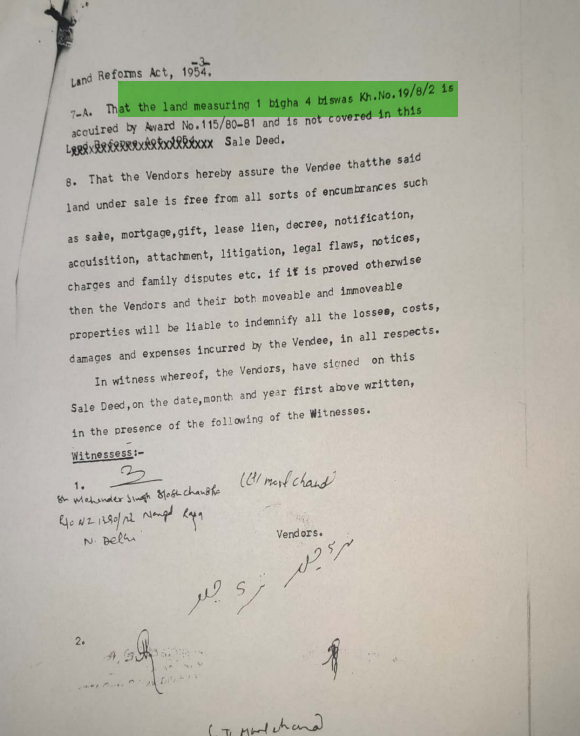 -3-
Land Reforms Act, 1954.
7-A. That the land measuring 1 bigha 4 biswas Kh.No.19/8/2 is
acquired by Award No.115/80-81 and is not covered in this
Sale Deed.
8. That the Vendors hereby assure the Vendee thatthe said
land under sale is free from all sorts of encumbrances such
as sale, mortgage,gift, lease lien, decree, notification,
acquisition, attachment, litigation, legal flaws, notices,
charges and family disputes etc. if it is proved otherwise
then the Vendors and their both moveable and immoveable
properties will be liable to indemnify all the losses, costs,
damages and expenses incurred by the Vendee, in all respects.
In witness whereof, the Vendors, have signed on this
Sale Deed,on the date,month and year first above written,
in the presence of the following of the Witnesses.
Witnessess:-
1.
Singh
N. Delhi
Vendors.
2.